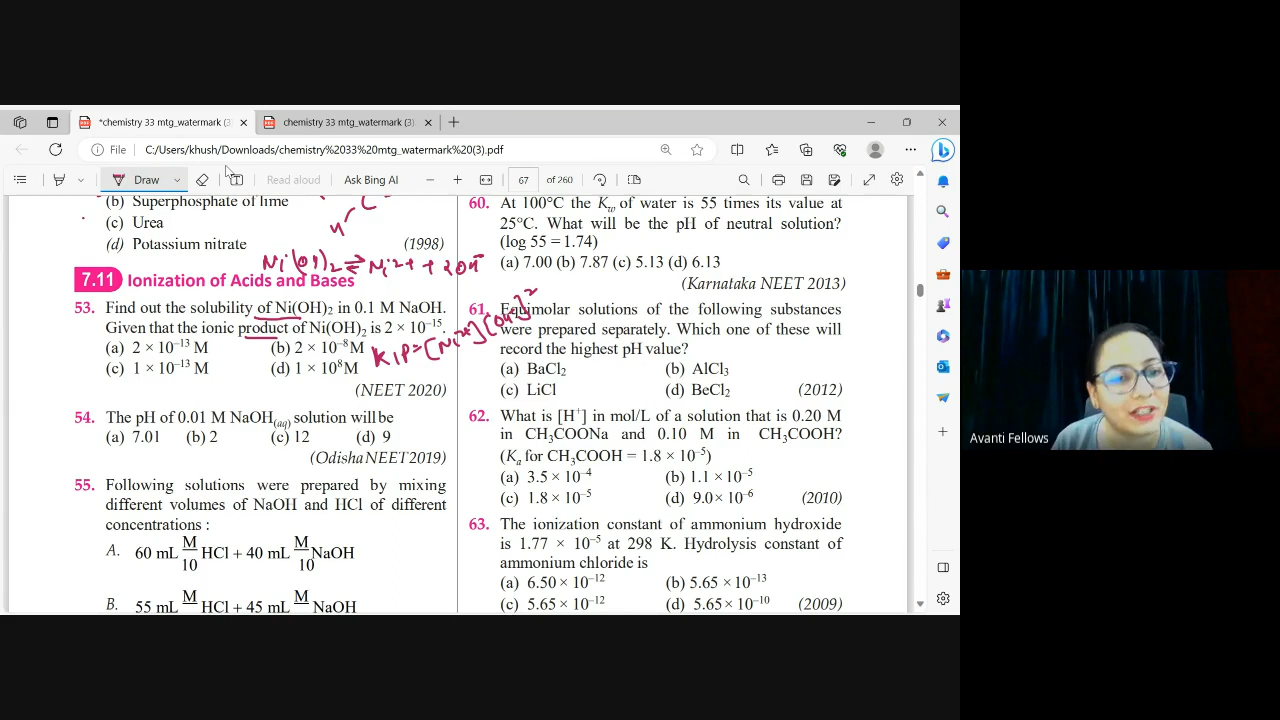 *chemistry 33 mtg_watermark (3)
chemistry 33 mtg_watermark (3).
File
C:/Users/khush/Downloads/chemistry%2033%20mtg_watermark%20(3).pdf
Draw
Read aloud
Ask Bing AI
67 of 260
(b) Superphosphate of lime
(c) Urea
(d) Potassium nitrate (1998)
Ni(OH)₂ ⇌ Ni2+ + 2OH-
7.11 Ionization of Acids and Bases
53. Find out the solubility of Ni(OH)₂ in 0.1 M NaOH.
Given that the ionic product of Ni(OH)₂ is 2 × 10⁻¹⁵.
(a) 2 × 10⁻¹³ M (b) 2 × 10⁻⁸ M
(c) 1 × 10⁻¹³ M (d) 1 × 10⁸ M
(NEET 2020)
KIP = [Ni2+][OH-]²
54. The pH of 0.01 M NaOH(aq) solution will be
(a) 7.01 (b) 2 (c) 12 (d) 9
(Odisha NEET 2019)
55. Following solutions were prepared by mixing
different volumes of NaOH and HCl of different
concentrations :
A. 60 mL M/10 HCl + 40 mL M/10 NaOH
B. 55 mL M HCl + 45 mL M NaOH
60. At 100°C the Kw of water is 55 times its value at
25°C. What will be the pH of neutral solution?
(log 55 = 1.74)
(a) 7.00 (b) 7.87 (c) 5.13 (d) 6.13
(Karnataka NEET 2013)
61. Equimolar solutions of the following substances
were prepared separately. Which one of these will
record the highest pH value?
(a) BaCl₂ (b) AlCl₃
(c) LiCl (d) BeCl₂ (2012)
62. What is [H⁺] in mol/L of a solution that is 0.20 M
in CH₃COONa and 0.10 M in CH₃COOH?
(Ka for CH₃COOH = 1.8 × 10⁻⁵)
(a) 3.5 × 10⁻⁴ (b) 1.1 × 10⁻⁵
(c) 1.8 × 10⁻⁵ (d) 9.0 × 10⁻⁶ (2010)
63. The ionization constant of ammonium hydroxide
is 1.77 × 10⁻⁵ at 298 K. Hydrolysis constant of
ammonium chloride is
(a) 6.50 × 10⁻¹² (b) 5.65 × 10⁻¹³
(c) 5.65 × 10⁻¹² (d) 5.65 × 10⁻¹⁰ (2009)
Avanti Fellows